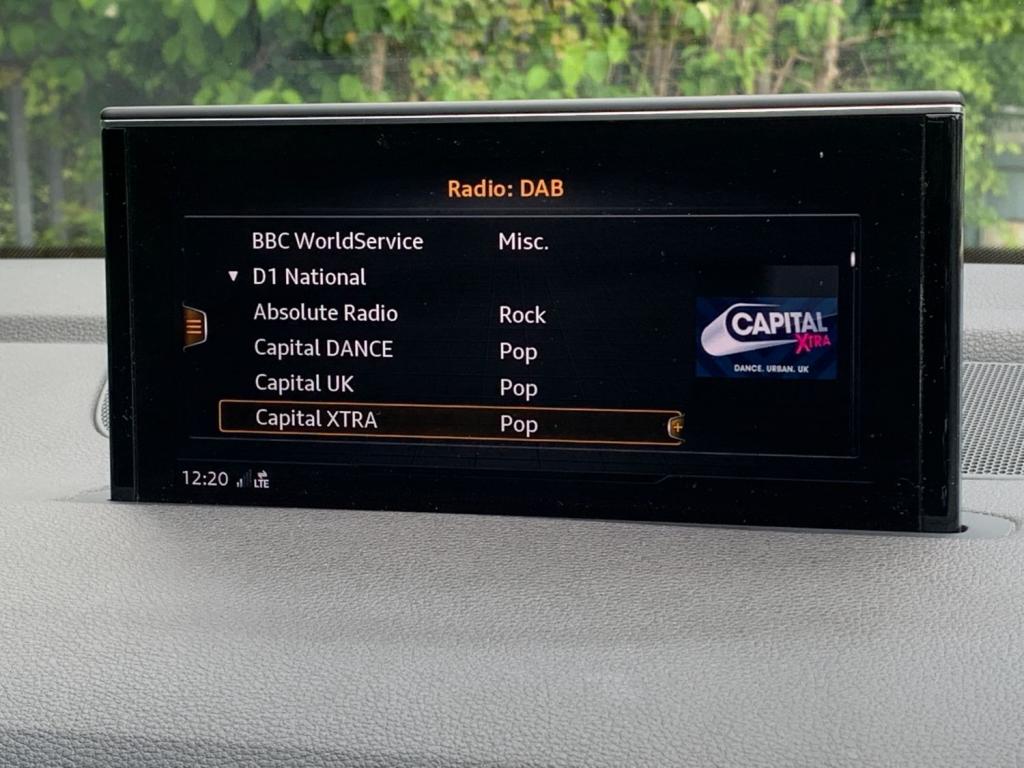 Radio: DAB
BBC WorldService Misc.
▼ D1 National
Absolute Radio Rock
Capital DANCE Pop
Capital UK Pop
Capital XTRA Pop
CAPITAL
XTRA
DANCE. URBAN. UK
12:20 LTE